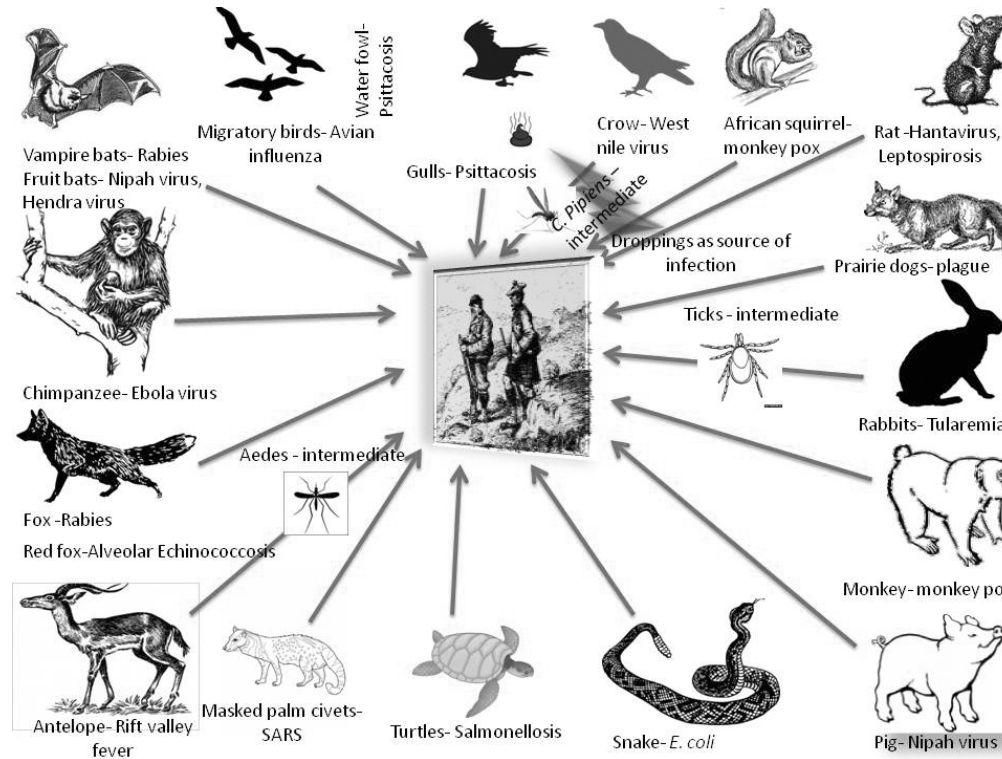 Water fowl-
Psittacosis
Vampire bats- Rabies
Fruit bats- Nipah virus,
Hendra virus
Migratory birds- Avian
influenza
Gulls- Psittacosis
Crow- West
nile virus
African squirrel-
monkey pox
Rat -Hantavirus,
Leptospirosis
C. Pipiens –
intermediate
Droppings as source of
infection
Prairie dogs- plague
Ticks - intermediate
Chimpanzee- Ebola virus
Rabbits- Tularemia
Aedes - intermediate
Fox -Rabies
Red fox-Alveolar Echinococcosis
Monkey- monkey po
Antelope- Rift valley
fever
Masked palm civets-
SARS
Turtles- Salmonellosis
Snake- E. coli
Pig- Nipah virus